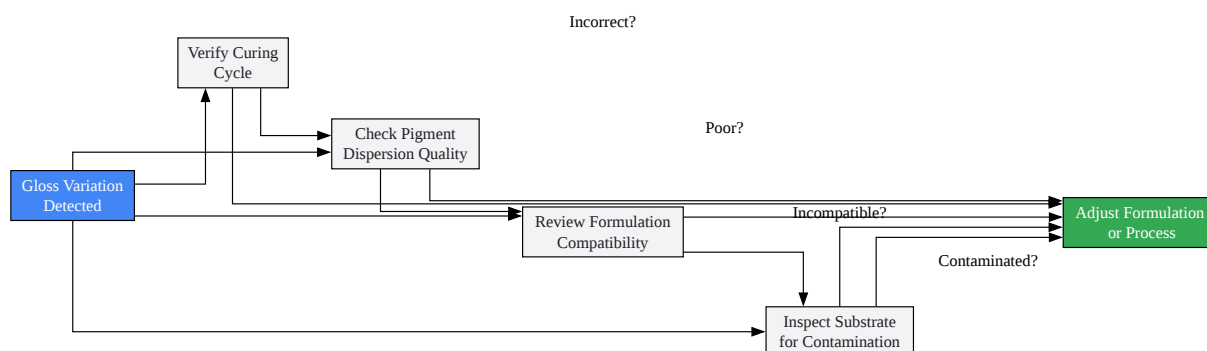 Incorrect?
Verify Curing
Cycle
Poor?
Check Pigment
Dispersion Quality
Gloss Variation
Detected
Incompatible?
Review Formulation
Compatibility
Adjust Formulation
or Process
Contaminated?
Inspect Substrate
for Contamination